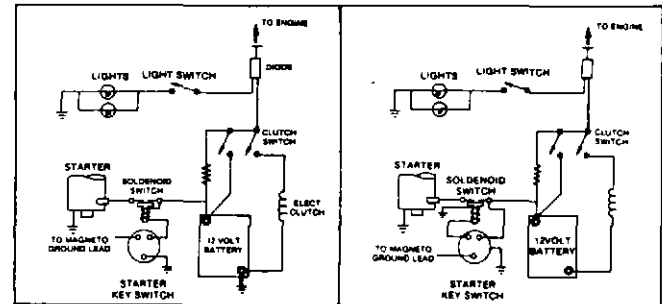 TO ENGINE
DIODE
LIGHTS
LIGHT SWITCH
CLUTCH
SWITCH
STARTER
SOLDENOID
SWITCH
ELECT
CLUTCH
12 VOLT
BATTERY
TO MAGNETO
GROUND LEAD
STARTER
KEY SWITCH
TO ENGINE
LIGHTS
LIGHT SWITCH
CLUTCH
SWITCH
STARTER
SOLDENOID
SWITCH
12VOLT
BATTERY
TO MAGNETO
GROUND LEAD
STARTER
KEY SWITCH